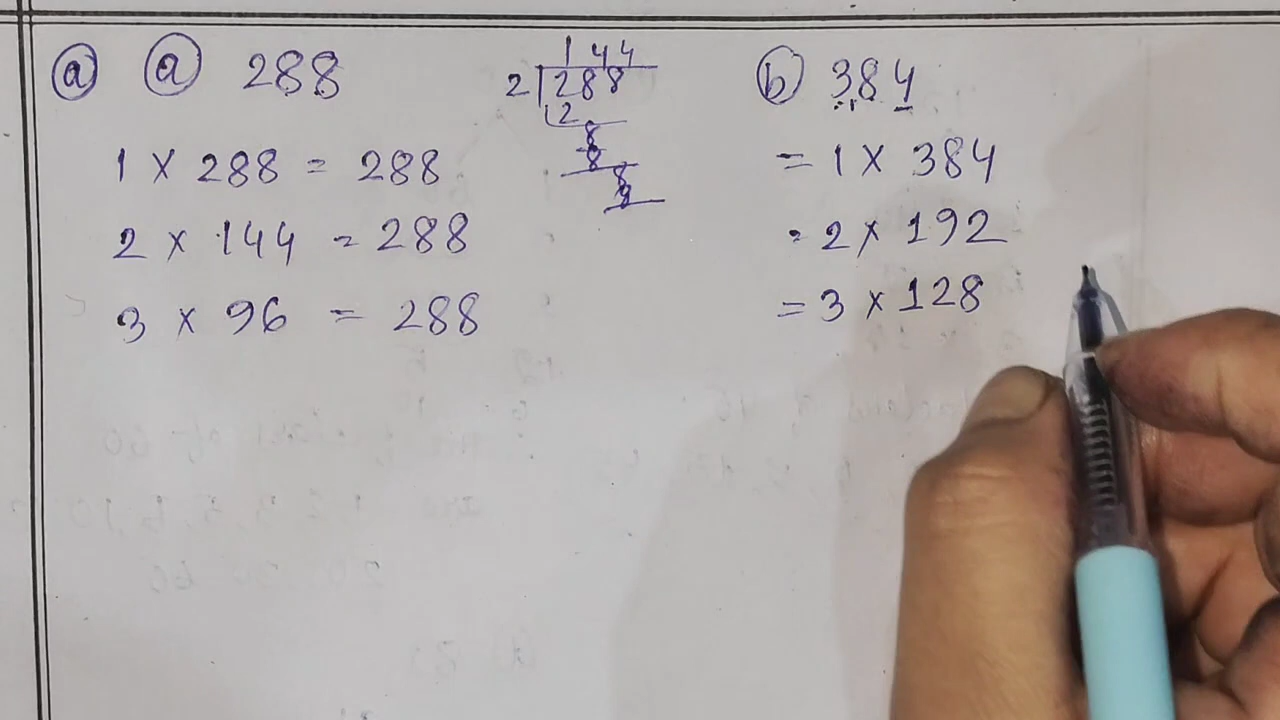 ⓐ ⓐ 288
1 × 288 = 288
2 × 144 = 288
3 × 96 = 288
144
2 288
2
8
8
8
8
ⓑ 384
= 1 × 384
= 2 × 192
= 3 × 128